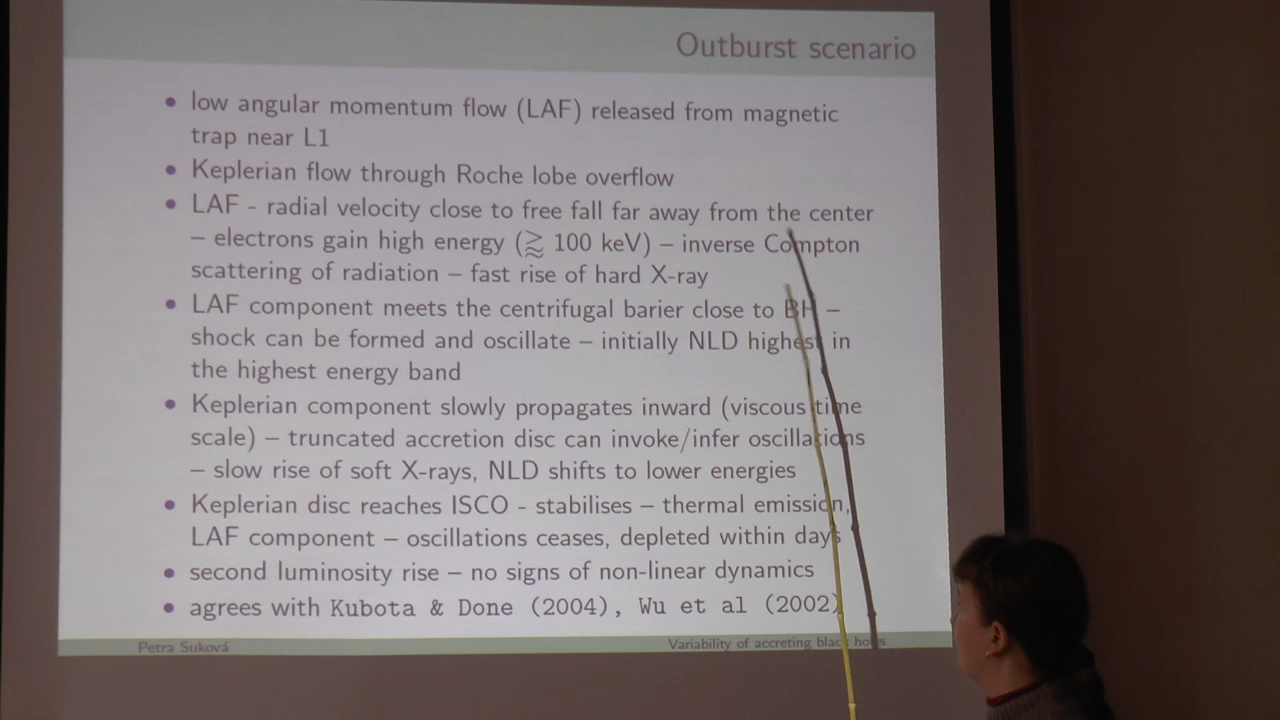 Outburst scenario
• low angular momentum flow (LAF) released from magnetic
trap near L1
• Keplerian flow through Roche lobe overflow
• LAF - radial velocity close to free fall far away from the center
– electrons gain high energy (⪆ 100 keV) – inverse Compton
scattering of radiation – fast rise of hard X-ray
• LAF component meets the centrifugal barier close to BH –
shock can be formed and oscillate – initially NLD highest in
the highest energy band
• Keplerian component slowly propagates inward (viscous time
scale) – truncated accretion disc can invoke/infer oscillations
– slow rise of soft X-rays, NLD shifts to lower energies
• Keplerian disc reaches ISCO - stabilises – thermal emission,
LAF component – oscillations ceases, depleted within days
• second luminosity rise – no signs of non-linear dynamics
• agrees with Kubota & Done (2004), Wu et al (2002)
Petra Suková
Variability of accreting black holes